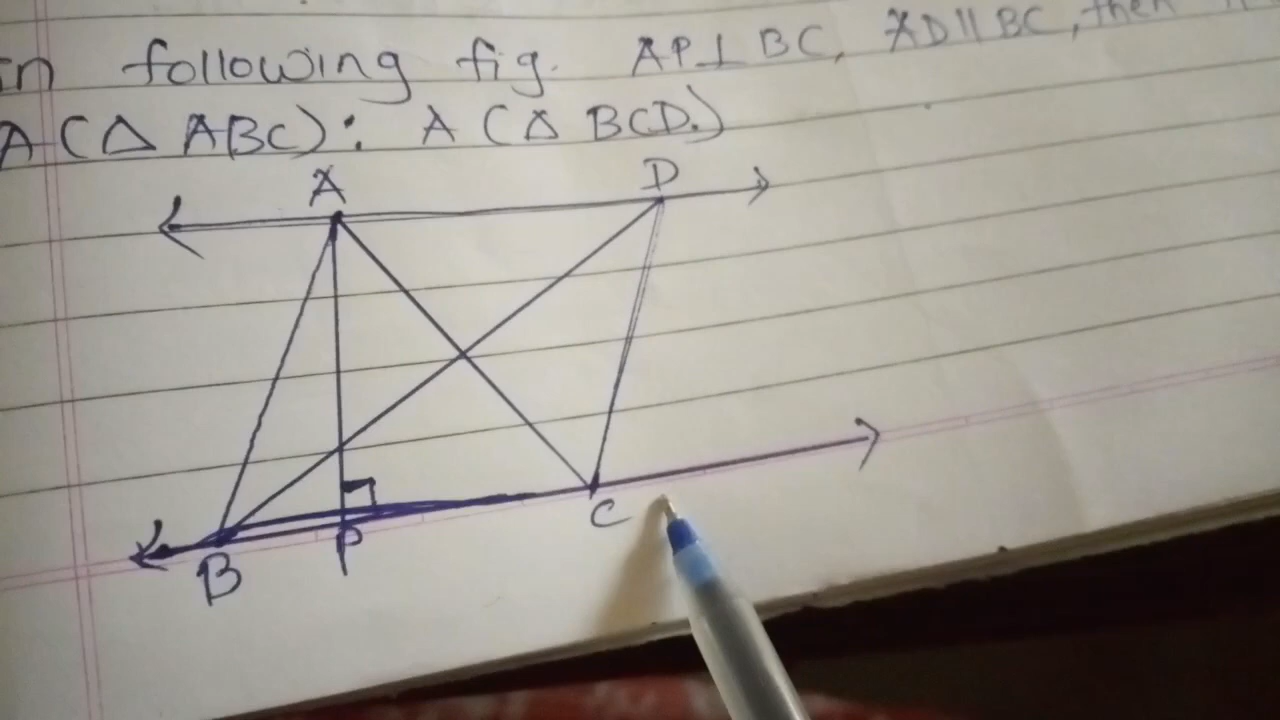 in following fig. AP⊥ BC, AD || BC, then
A (△ ABC): A (△ BCD.)
A D
B P C